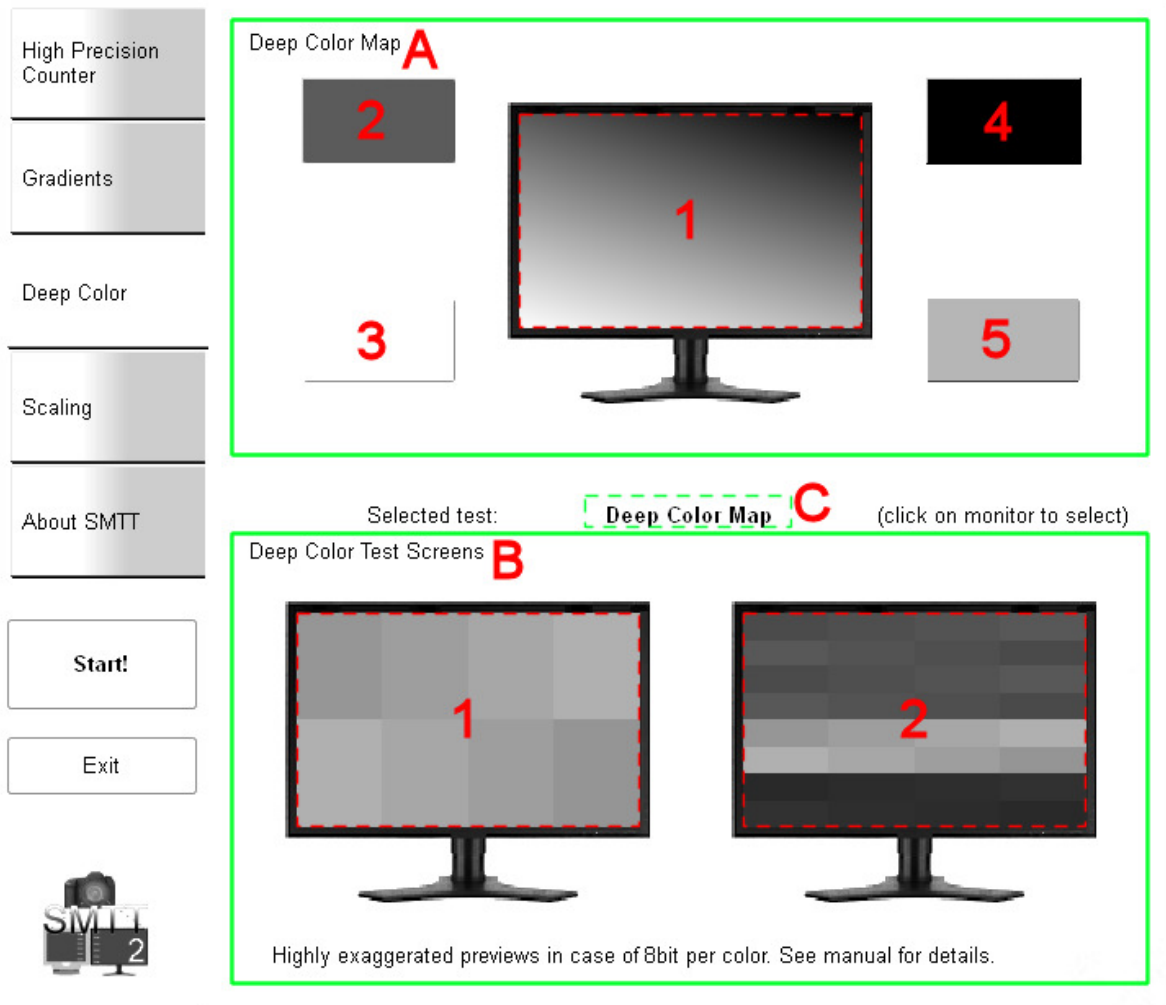 High Precision
Counter
Gradients
Deep Color
Scaling
About SMTT
Start!
Exit
SMTT
2
Deep Color Map A
2
1
4
3
5
Selected test: Deep Color Map C (click on monitor to select)
Deep Color Test Screens B
1
2
Highly exaggerated previews in case of 8bit per color. See manual for details.